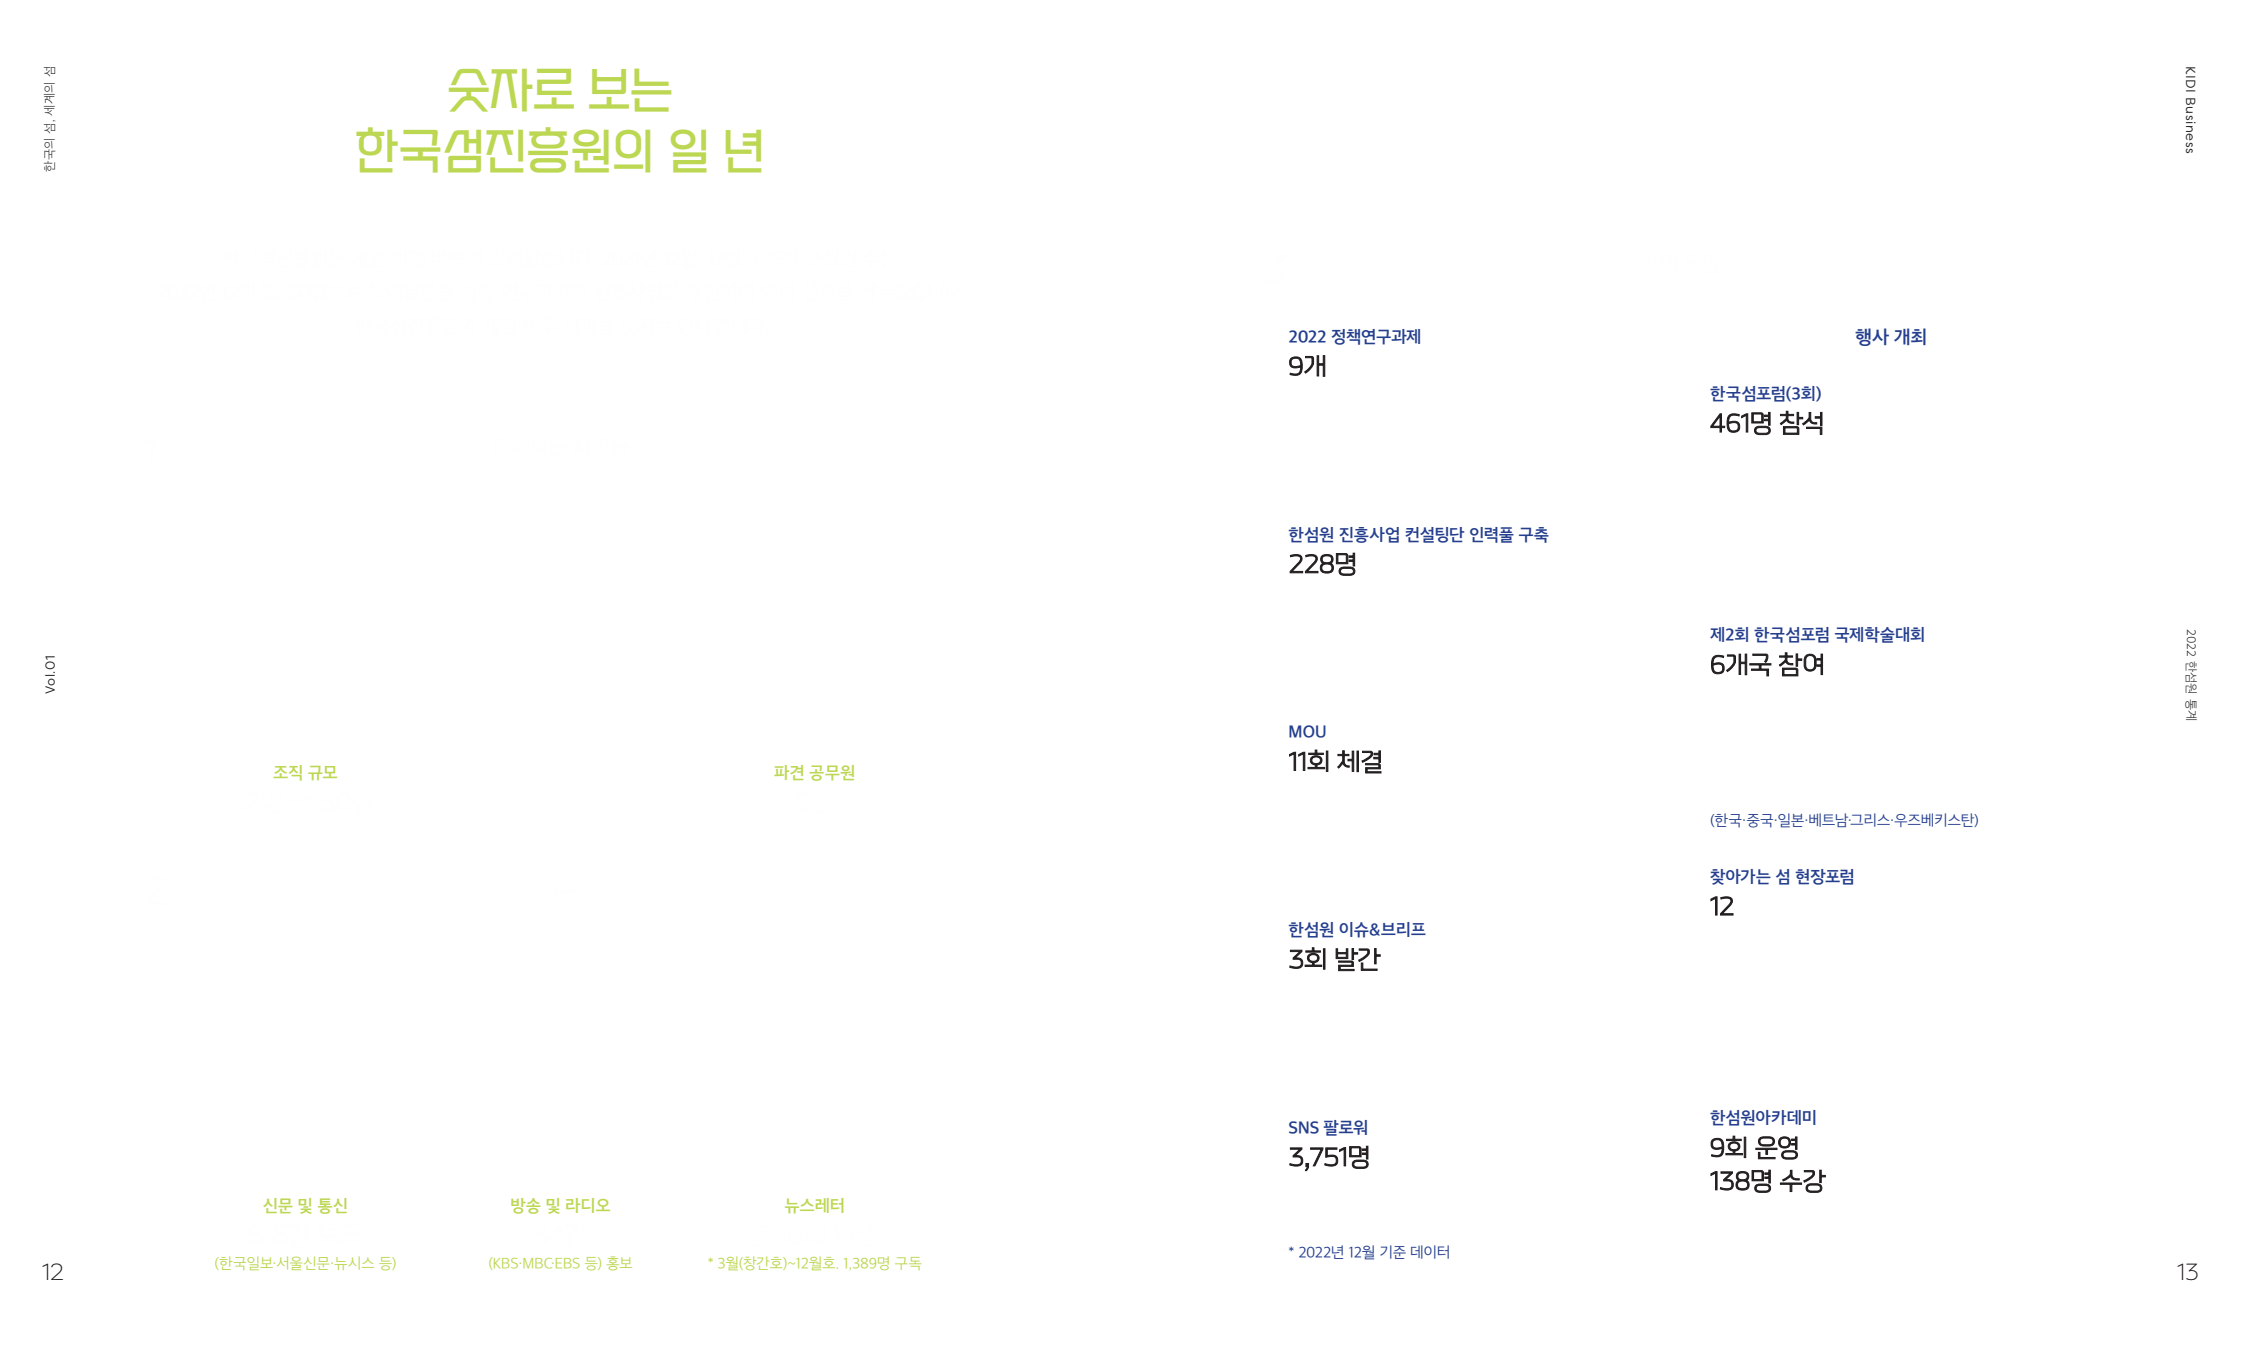 한국의 섬, 세계의 섬
Vol.01
12
숫자로 보는
한국섬진흥원의 일 년
조직 규모
파견 공무원
신문 및 통신
(한국일보·서울신문·뉴시스 등)
방송 및 라디오
(KBS·MBC·EBS 등) 홍보
뉴스레터
* 3월(창간호)~12월호. 1,389명 구독
KIDI Business
2022 한섬원 통계
13
2022 정책연구과제
9개
한섬원 진흥사업 컨설팅단 인력풀 구축
228명
MOU
11회 체결
한섬원 이슈&브리프
3회 발간
SNS 팔로워
3,751명
* 2022년 12월 기준 데이터
행사 개최
한국섬포럼(3회)
461명 참석
제2회 한국섬포럼 국제학술대회
6개국 참여
(한국·중국·일본·베트남·그리스·우즈베키스탄)
찾아가는 섬 현장포럼
12
한섬원아카데미
9회 운영
138명 수강